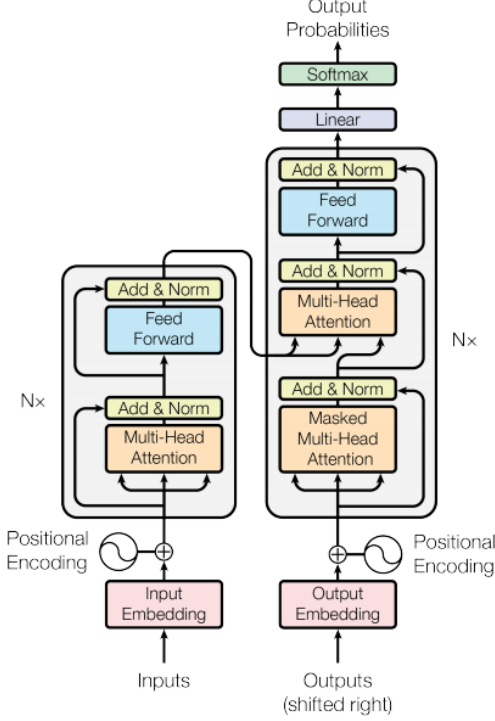 Output
Probabilities
Softmax
Linear
Add & Norm
Feed
Forward
Add & Norm
Multi-Head
Attention
Add & Norm
Masked
Multi-Head
Attention
N×
Add & Norm
Feed
Forward
N×
Add & Norm
Multi-Head
Attention
Positional
Encoding
Positional
Encoding
Input
Embedding
Output
Embedding
Inputs
Outputs
(shifted right)